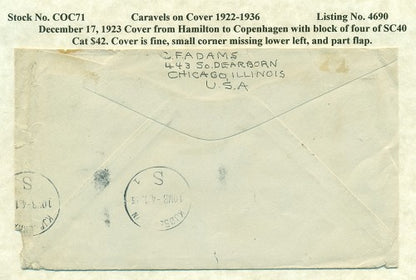 Stock No. COC71 Caravels on Cover 1922-1936 Listing No. 4690
December 17, 1923 Cover from Hamilton to Copenhagen with block of four of SC40
Cat $42. Cover is fine, small corner missing lower left, and part flap.
C.F.ADAMS
443 SO. DEARBORN
CHICAGO, ILLINOIS
U.S.A
S
S
1